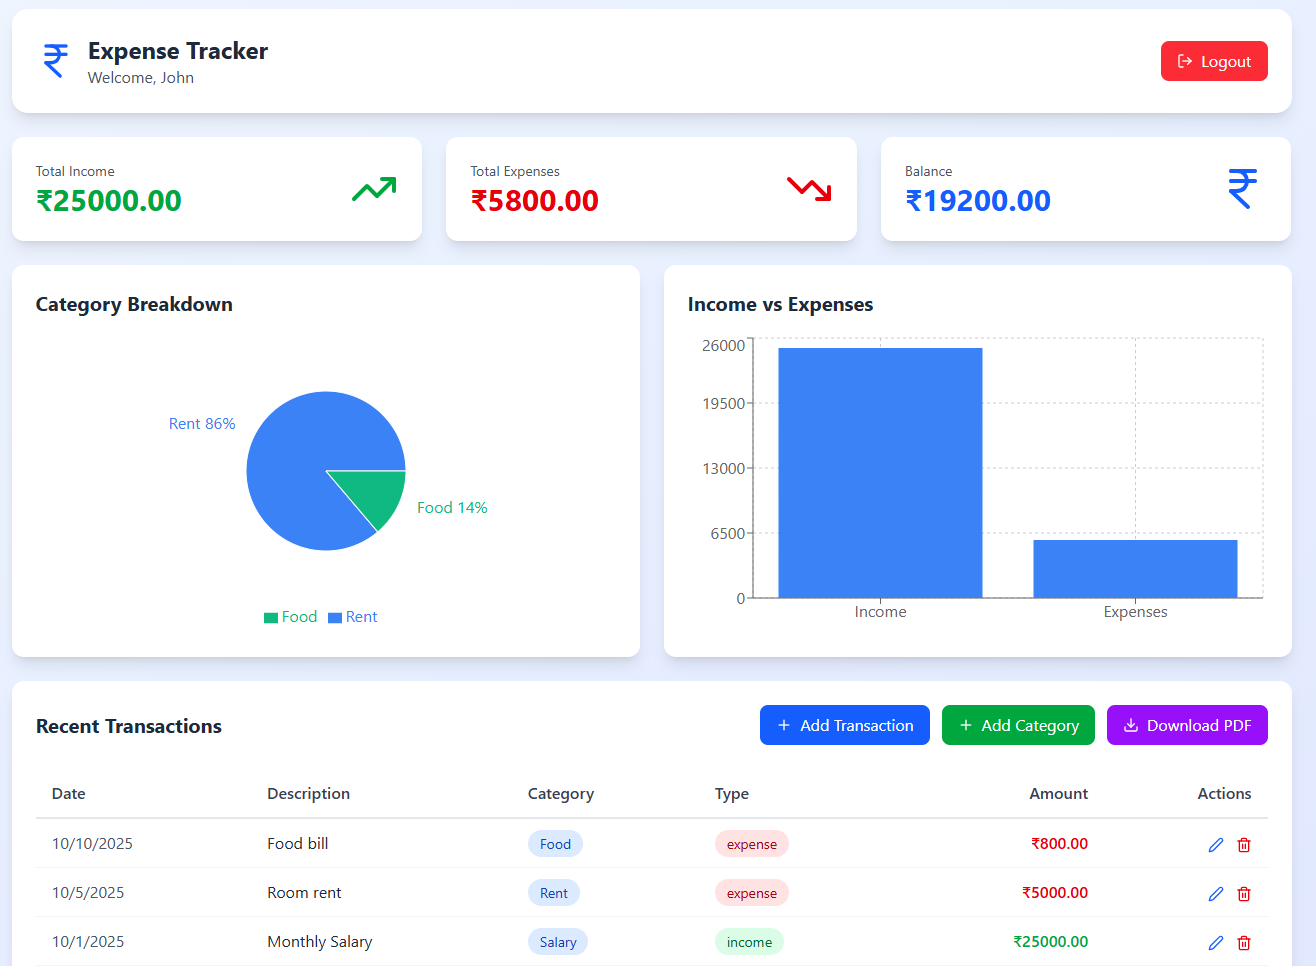 ₹
Expense Tracker
Welcome, John
Logout
Total Income
₹25000.00
Total Expenses
₹5800.00
Balance
₹19200.00
₹
Category Breakdown
Rent 86%
Food 14%
Food Rent
Income vs Expenses
26000
19500
13000
6500
0
Income Expenses
Recent Transactions
Add Transaction
Add Category
Download PDF
Date Description Category Type Amount Actions
10/10/2025 Food bill Food expense ₹800.00
10/5/2025 Room rent Rent expense ₹5000.00
10/1/2025 Monthly Salary Salary income ₹25000.00